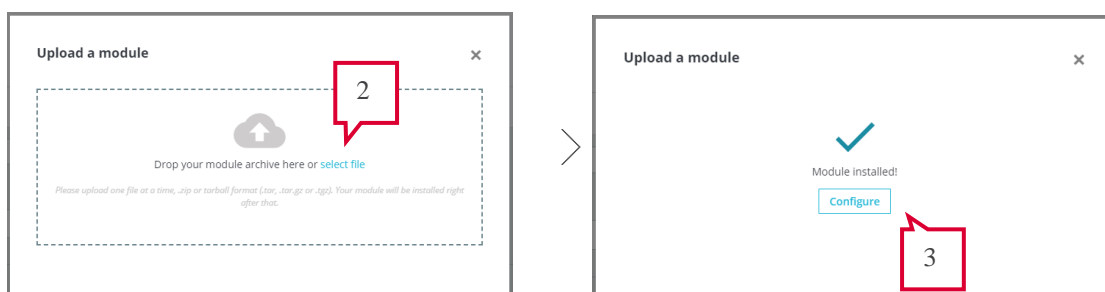 Upload a module
×
2
Drop your module archive here or select file
Please upload one file at a time, .zip or tarball format (.tar, .tar.gz or .tgz). Your module will be installed right
after that.
Upload a module
×
Module installed!
Configure
3